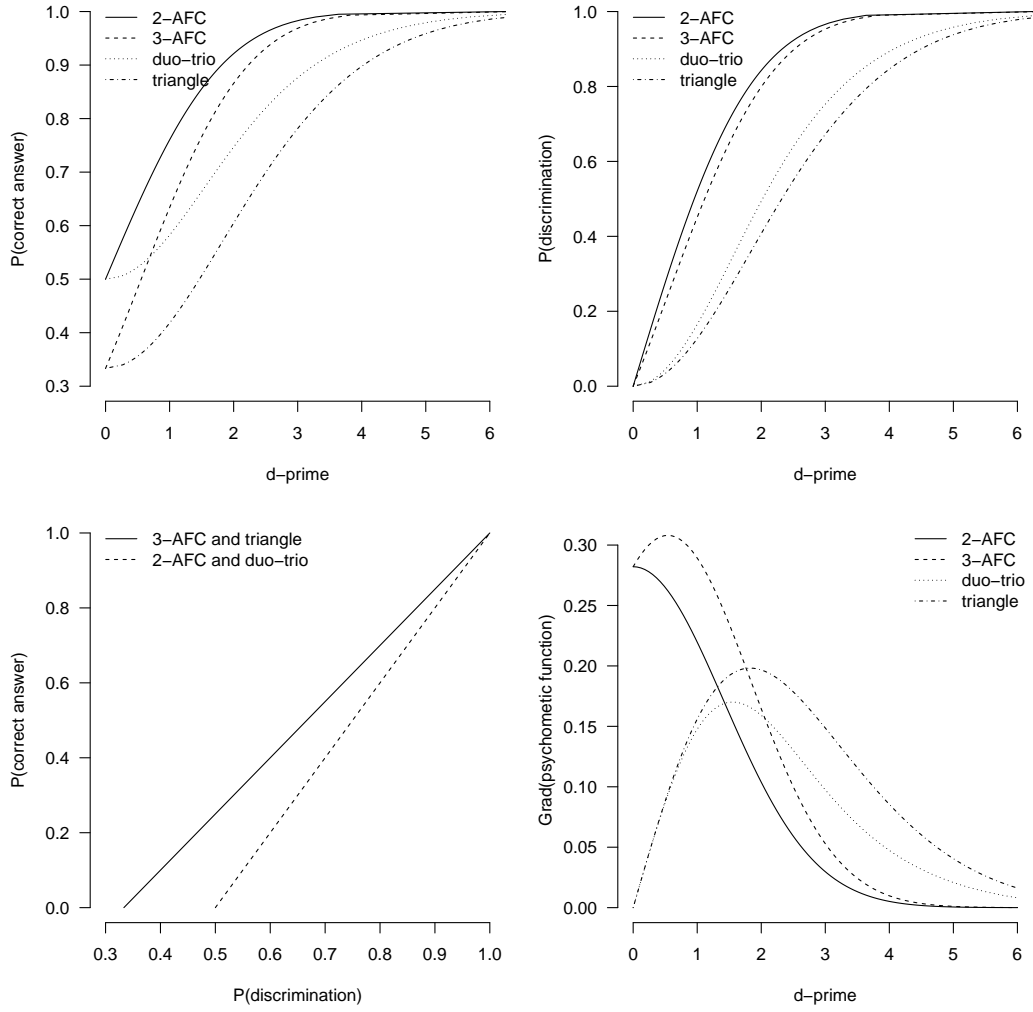 P(correct answer)
1.0
0.9
0.8
0.7
0.6
0.5
0.4
0.3
2−AFC
3−AFC
duo−trio
triangle
0 1 2 3 4 5 6
d−prime
P(discrimination)
1.0
0.8
0.6
0.4
0.2
0.0
2−AFC
3−AFC
duo−trio
triangle
0 1 2 3 4 5 6
d−prime
P(correct answer)
1.0
0.8
0.6
0.4
0.2
0.0
3−AFC and triangle
2−AFC and duo−trio
0.3 0.4 0.5 0.6 0.7 0.8 0.9 1.0
P(discrimination)
Grad(psychometic function)
0.30
0.25
0.20
0.15
0.10
0.05
0.00
2−AFC
3−AFC
duo−trio
triangle
0 1 2 3 4 5 6
d−prime